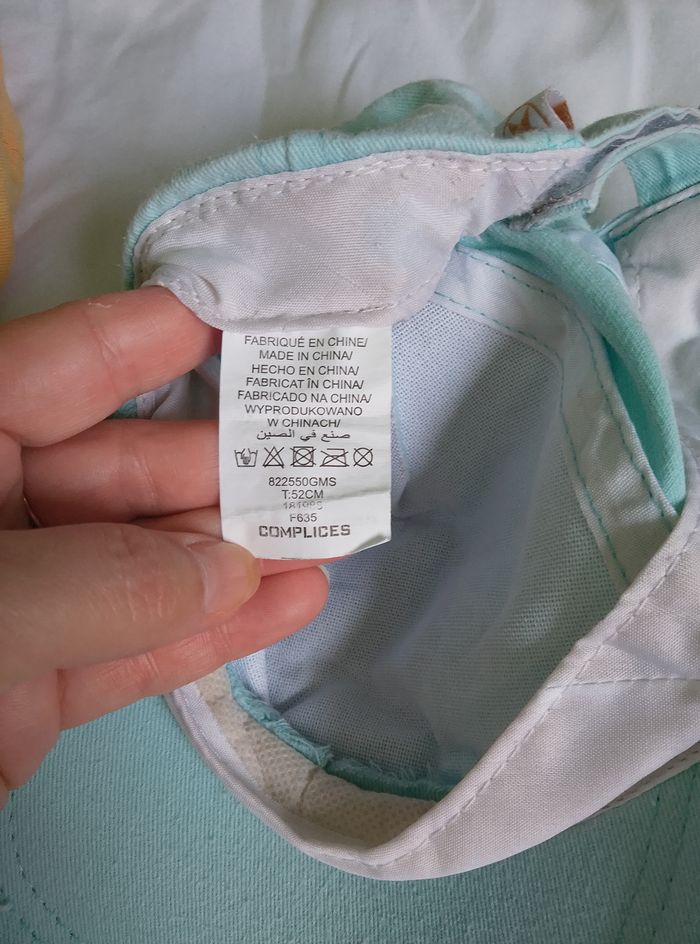 FABRIQUÉ EN CHINE/
MADE IN CHINA/
HECHO EN CHINA/
FABRICAT ÎN CHINA/
FABRICADO NA CHINA/
WYPRODUKOWANO
W CHINACH/
صنع في الصين
822550GMS
T:52CM
F635
COMPLICES